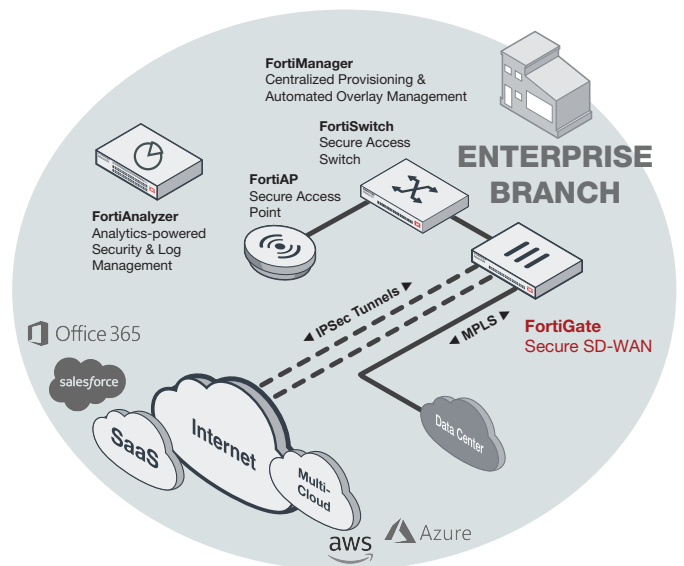 FortiManager
Centralized Provisioning &
Automated Overlay Management
FortiSwitch
Secure Access
Switch
ENTERPRISE
BRANCH
FortiAP
Secure Access
Point
FortiAnalyzer
Analytics-powered
Security & Log
Management
◀ IPSec Tunnels ▶
◀ MPLS ▶
FortiGate
Secure SD-WAN
Office 365
salesforce
SaaS
Internet
Multi-
Cloud
Data Center
aws
Azure